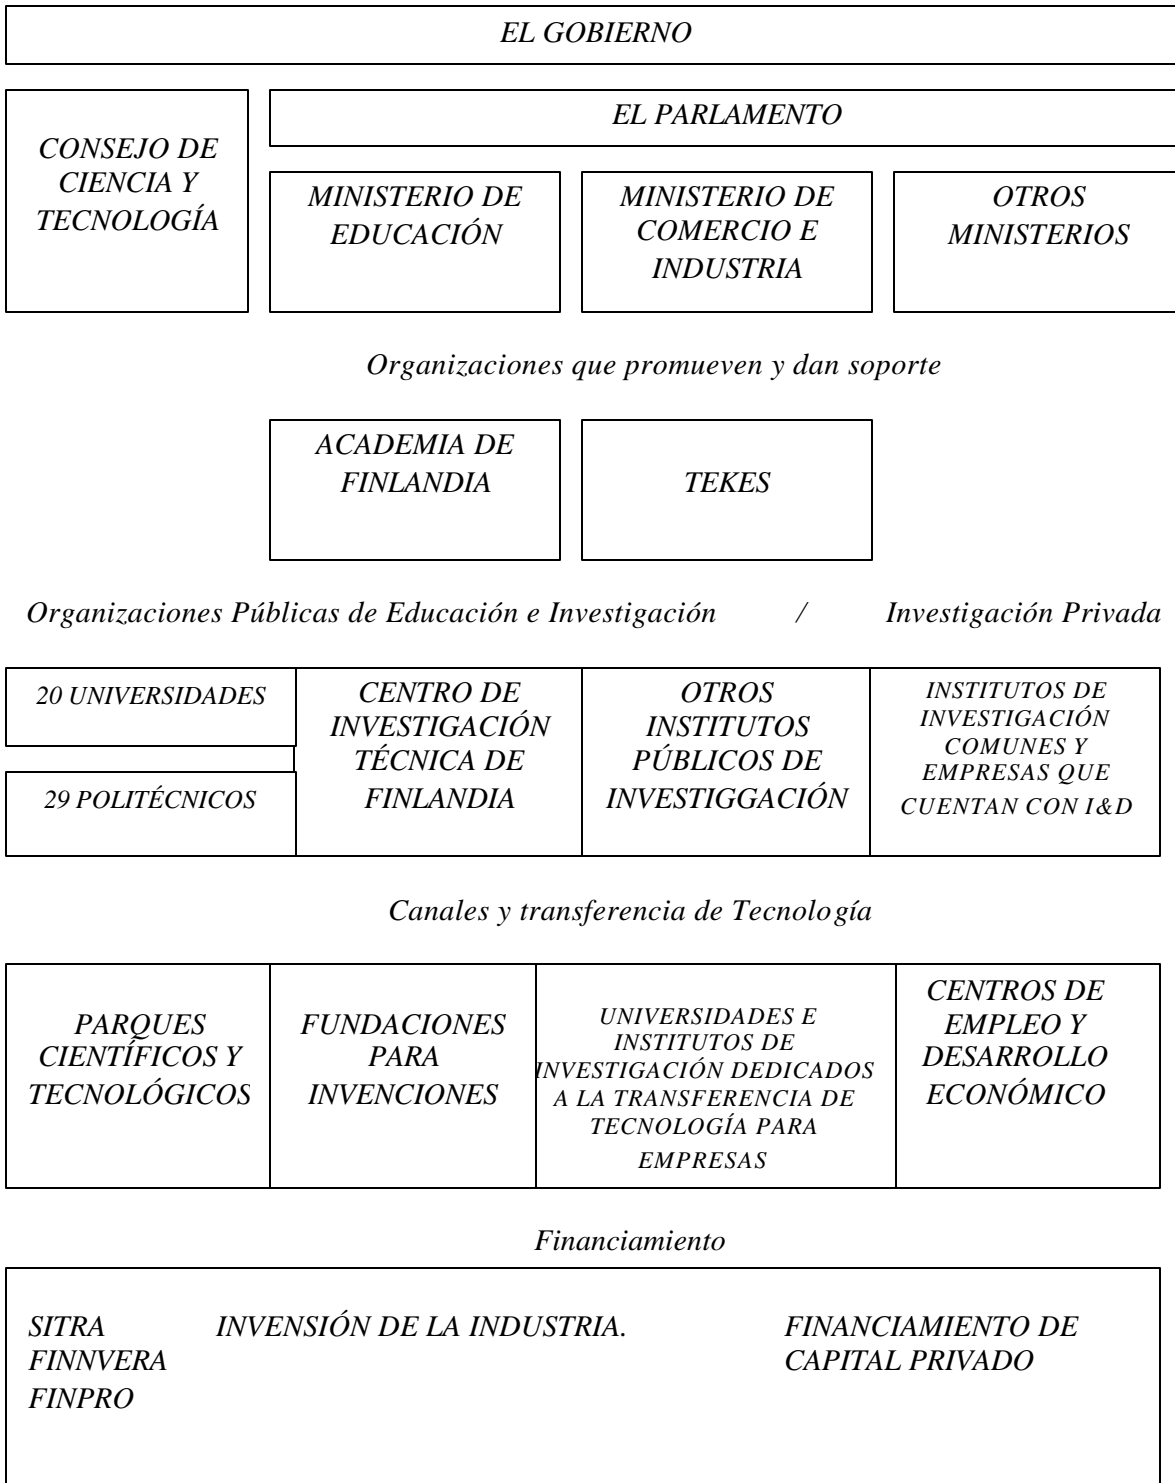 EL GOBIERNO
CONSEJO DE
CIENCIA Y
TECNOLOGÍA
EL PARLAMENTO
MINISTERIO DE
EDUCACIÓN
MINISTERIO DE
COMERCIO E
INDUSTRIA
OTROS
MINISTERIOS
Organizaciones que promueven y dan soporte
ACADEMIA DE
FINLANDIA
TEKES
Organizaciones Públicas de Educación e Investigación / Investigación Privada
20 UNIVERSIDADES
29 POLITÉCNICOS
CENTRO DE
INVESTIGACIÓN
TÉCNICA DE
FINLANDIA
OTROS
INSTITUTOS
PÚBLICOS DE
INVESTIGGACIÓN
INSTITUTOS DE
INVESTIGACIÓN
COMUNES Y
EMPRESAS QUE
CUENTAN CON I&D
Canales y transferencia de Tecnología
PARQUES
CIENTÍFICOS Y
TECNOLÓGICOS
FUNDACIONES
PARA
INVENCIONES
UNIVERSIDADES E
INSTITUTOS DE
INVESTIGACIÓN DEDICADOS
A LA TRANSFERENCIA DE
TECNOLOGÍA PARA
EMPRESAS
CENTROS DE
EMPLEO Y
DESARROLLO
ECONÓMICO
Financiamiento
SITRA
FINNVERA
FINPRO
INVENSIÓN DE LA INDUSTRIA.
FINANCIAMIENTO DE
CAPITAL PRIVADO